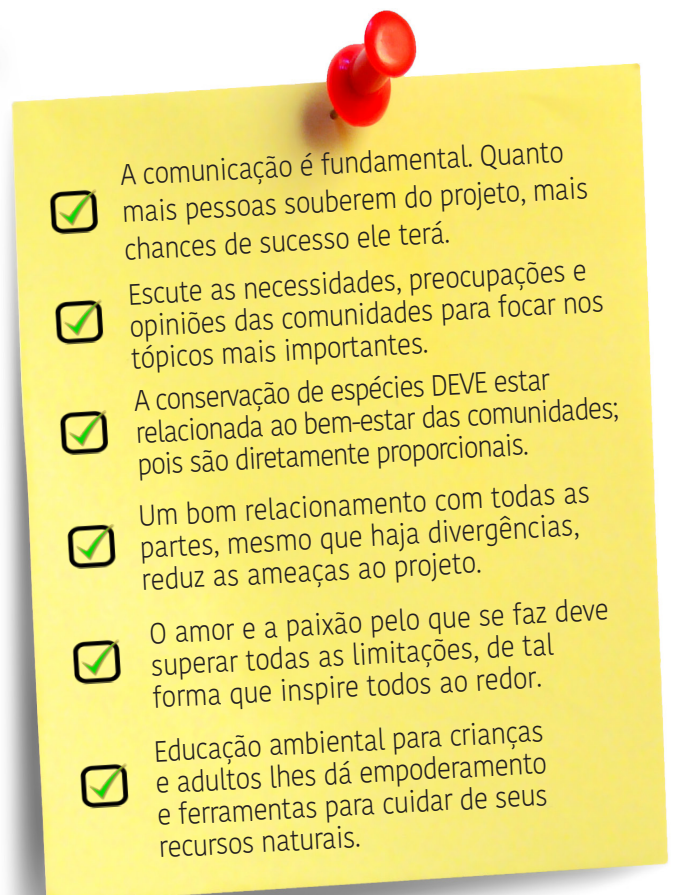 A comunicação é fundamental. Quanto
mais pessoas souberem do projeto, mais
chances de sucesso ele terá.
Escute as necessidades, preocupações e
opiniões das comunidades para focar nos
tópicos mais importantes.
A conservação de espécies DEVE estar
relacionada ao bem-estar das comunidades;
pois são diretamente proporcionais.
Um bom relacionamento com todas as
partes, mesmo que haja divergências,
reduz as ameaças ao projeto.
O amor e a paixão pelo que se faz deve
superar todas as limitações, de tal
forma que inspire todos ao redor.
Educação ambiental para crianças
e adultos lhes dá empoderamento
e ferramentas para cuidar de seus
recursos naturais.